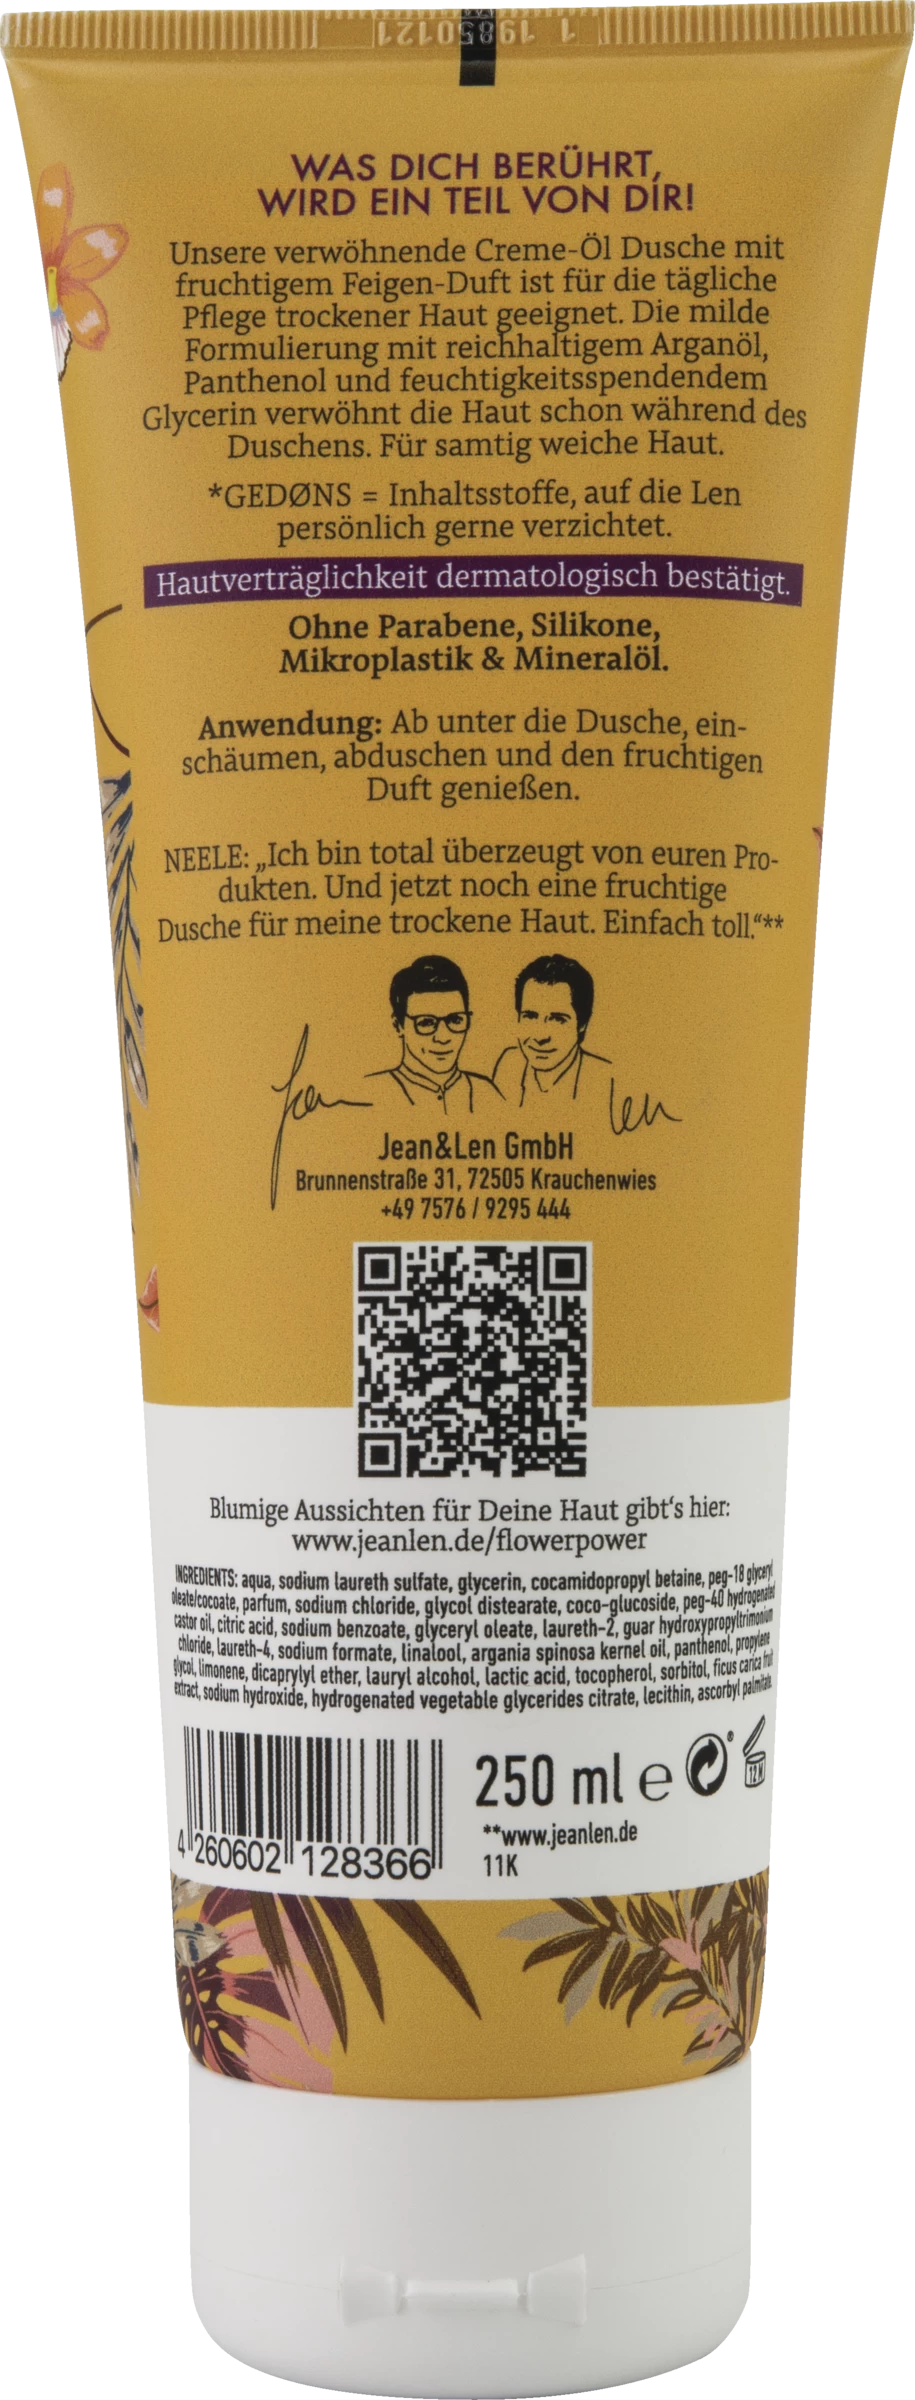 1 19850121
WAS DICH BERÜHRT,
WIRD EIN TEIL VON DIR!
Unsere verwöhnende Creme-Öl Dusche mit
fruchtigem Feigen-Duft ist für die tägliche
Pflege trockener Haut geeignet. Die milde
Formulierung mit reichhaltigem Arganöl,
Panthenol und feuchtigkeitsspendendem
Glycerin verwöhnt die Haut schon während des
Duschens. Für samtig weiche Haut.
*GEDØNS = Inhaltsstoffe, auf die Len
persönlich gerne verzichtet.
Hautverträglichkeit dermatologisch bestätigt.
Ohne Parabene, Silikone,
Mikroplastik & Mineralöl.
Anwendung: Ab unter die Dusche, ein-
schäumen, abduschen und den fruchtigen
Duft genießen.
NEELE: „Ich bin total überzeugt von euren Pro-
dukten. Und jetzt noch eine fruchtige
Dusche für meine trockene Haut. Einfach toll.“**
Jean Len
Jean&Len GmbH
Brunnenstraße 31, 72505 Krauchenwies
+49 7576 / 9295 444
Blumige Aussichten für Deine Haut gibt‘s hier:
www.jeanlen.de/flowerpower
INGREDIENTS: aqua, sodium laureth sulfate, glycerin, cocamidopropyl betaine, peg-18 glyceryl
oleate/cocoate, parfum, sodium chloride, glycol distearate, coco-glucoside, peg-40 hydrogenated
castor oil, citric acid, sodium benzoate, glyceryl oleate, laureth-2, guar hydroxypropyltrimonium
chloride, laureth-4, sodium formate, linalool, argania spinosa kernel oil, panthenol, propylene
glycol, limonene, dicaprylyl ether, lauryl alcohol, lactic acid, tocopherol, sorbitol, ficus carica fruit
extract, sodium hydroxide, hydrogenated vegetable glycerides citrate, lecithin, ascorbyl palmitate.
250 ml e ® 12 M
**www.jeanlen.de
11K
4 260602 128366